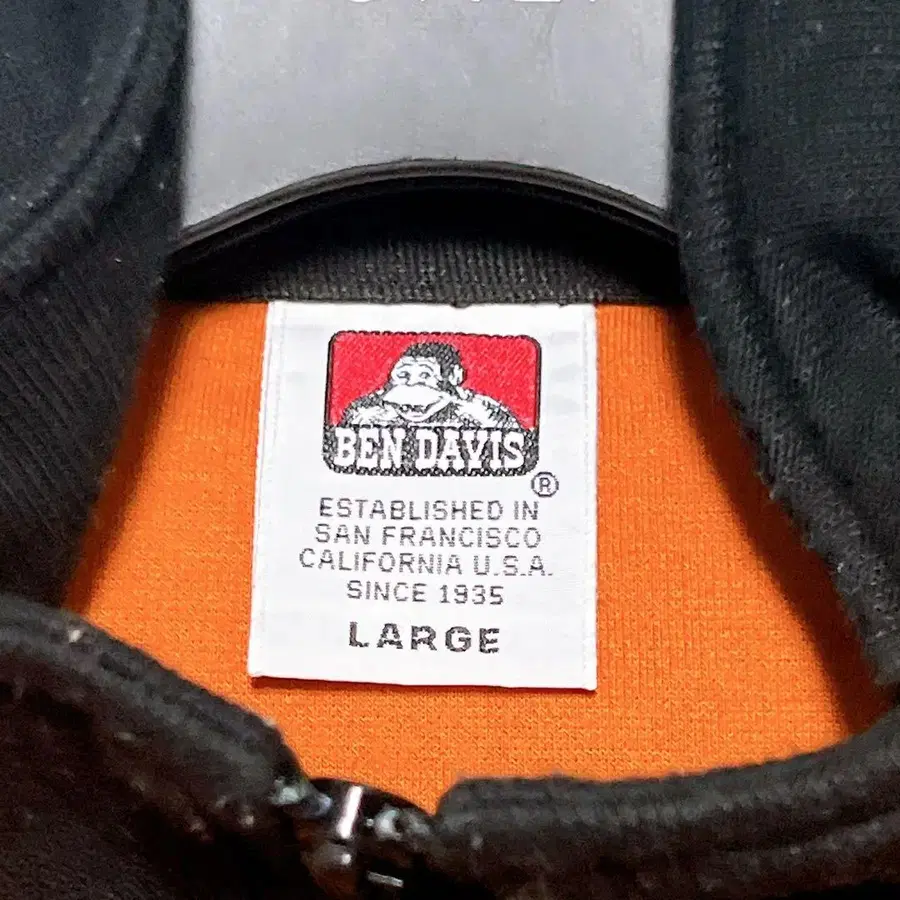 BEN DAVIS
®
ESTABLISHED IN
SAN FRANCISCO
CALIFORNIA U.S.A.
SINCE 1935
LARGE